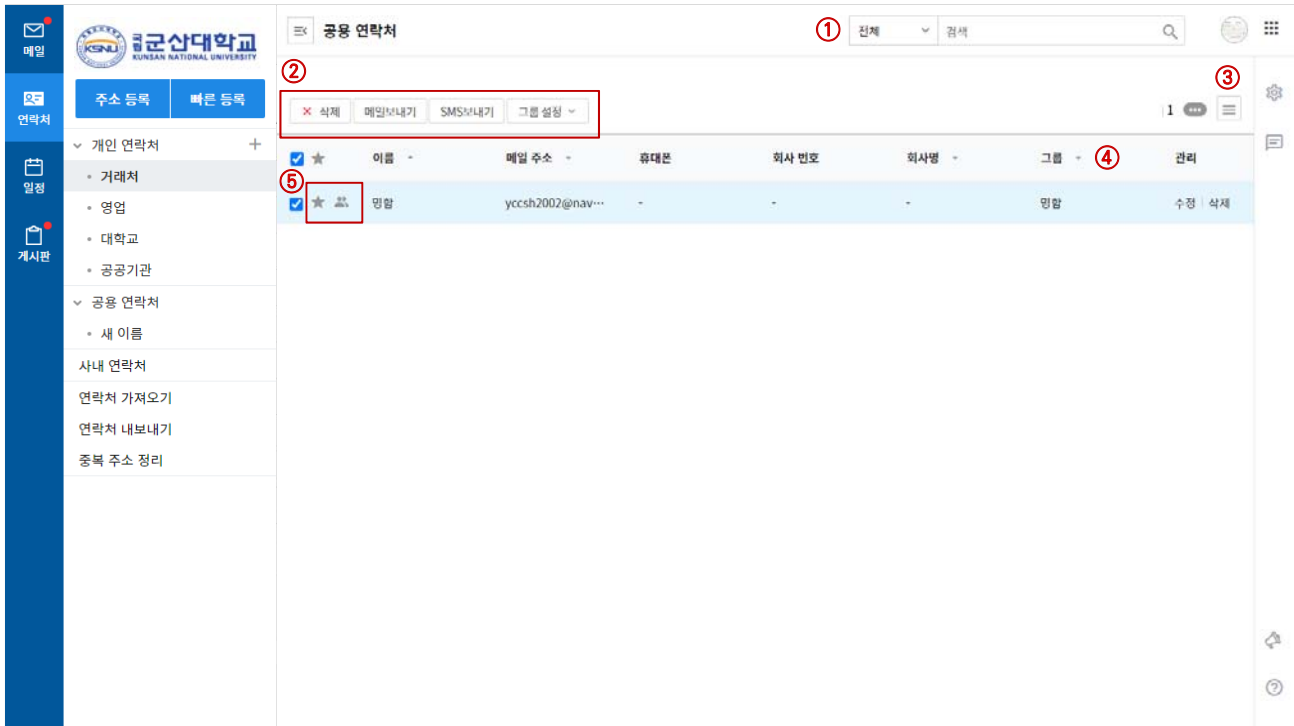 메일
연락처
일정
게시판
KSNU
국립군산대학교
KUNSAN NATIONAL UNIVERSITY
주소 등록 빠른 등록
개인 연락처 +
• 거래처
• 영업
• 대학교
• 공공기관
공용 연락처
• 새 이름
사내 연락처
연락처 가져오기
연락처 내보내기
중복 주소 정리
공용 연락처
① 전체 검색
② ③
삭제 메일보내기 SMS보내기 그룹 설정
1
이름 메일 주소 휴대폰 회사 번호 회사명 그룹 ④ 관리
⑤
명함 yccsh2002@nav··· - - - 명함 수정 삭제